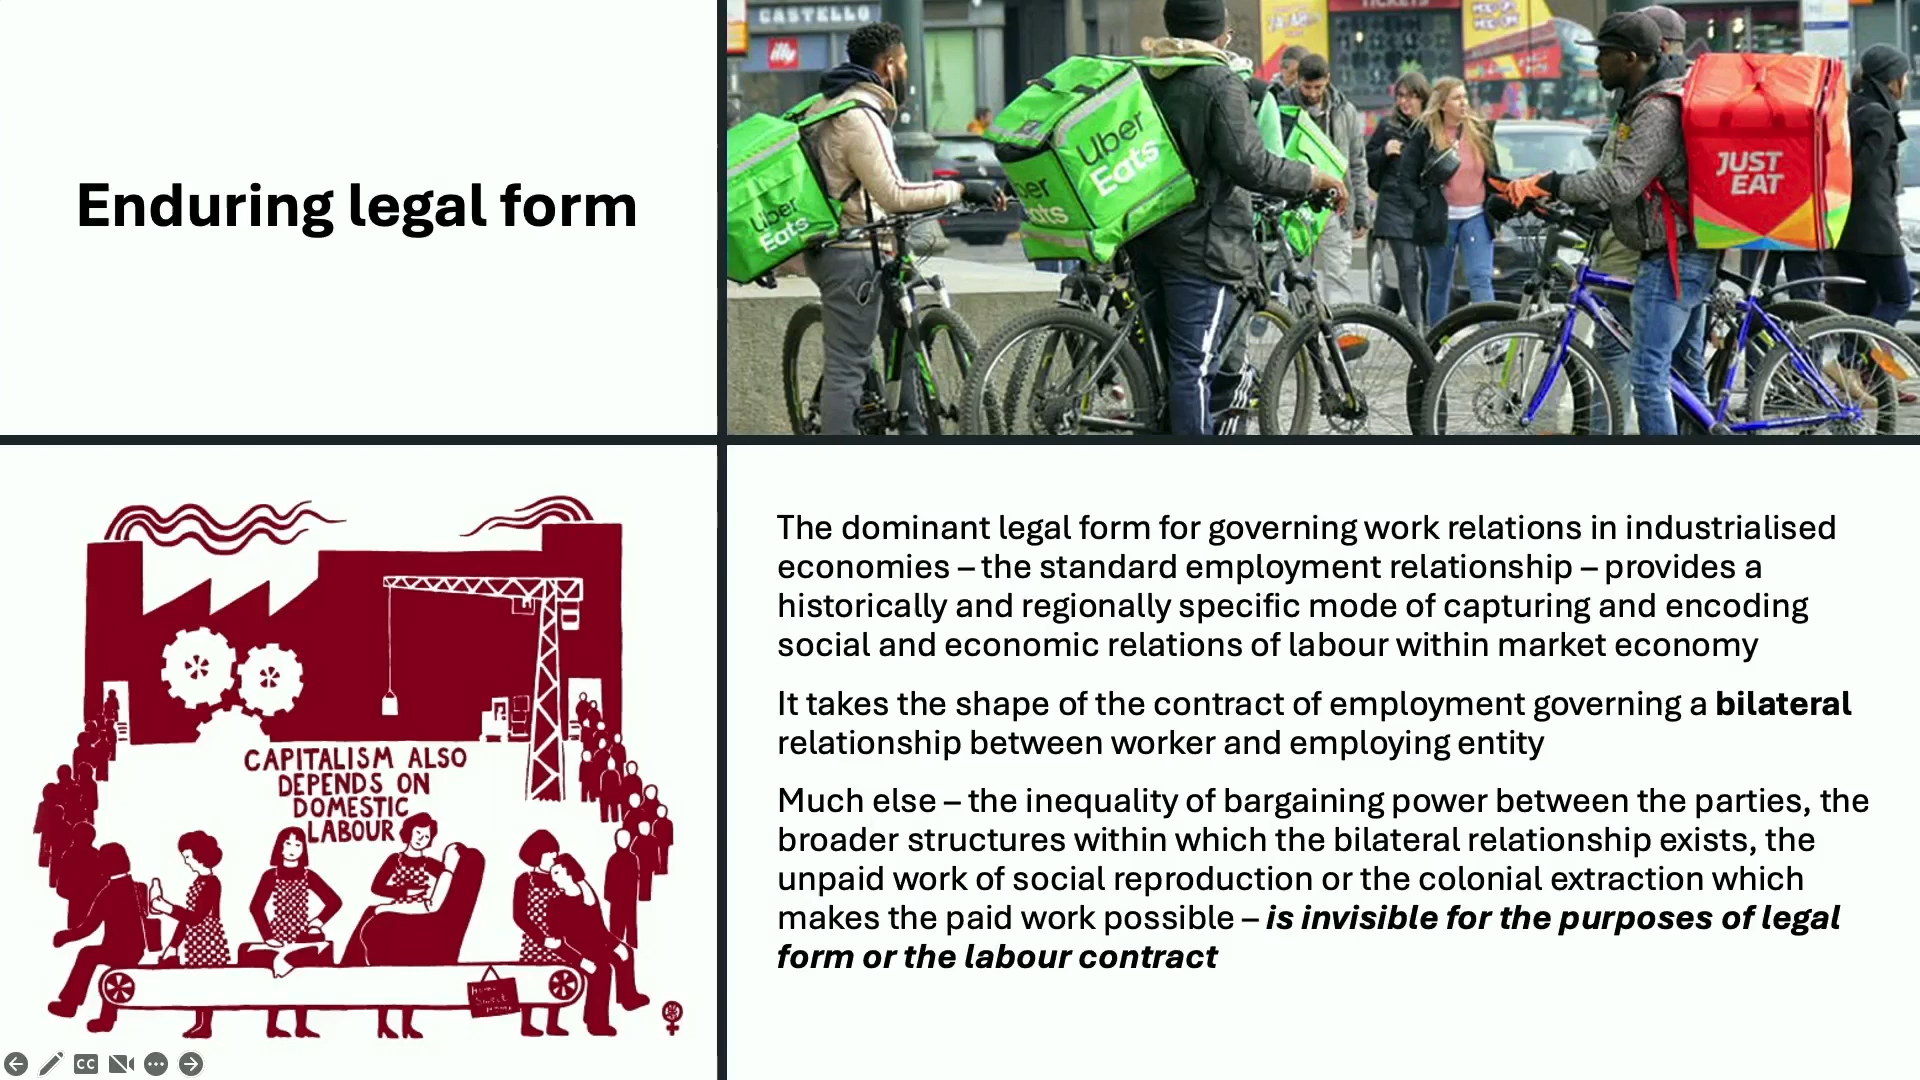 Enduring legal form
CASTELLO
illy
TICKETS
Uber
Eats
Uber
Eats
JUST
EAT
CAPITALISM ALSO
DEPENDS ON
DOMESTIC
LABOUR
Home
Sweet
The dominant legal form for governing work relations in industrialised
economies – the standard employment relationship – provides a
historically and regionally specific mode of capturing and encoding
social and economic relations of labour within market economy
It takes the shape of the contract of employment governing a bilateral
relationship between worker and employing entity
Much else – the inequality of bargaining power between the parties, the
broader structures within which the bilateral relationship exists, the
unpaid work of social reproduction or the colonial extraction which
makes the paid work possible – is invisible for the purposes of legal
form or the labour contract
CC